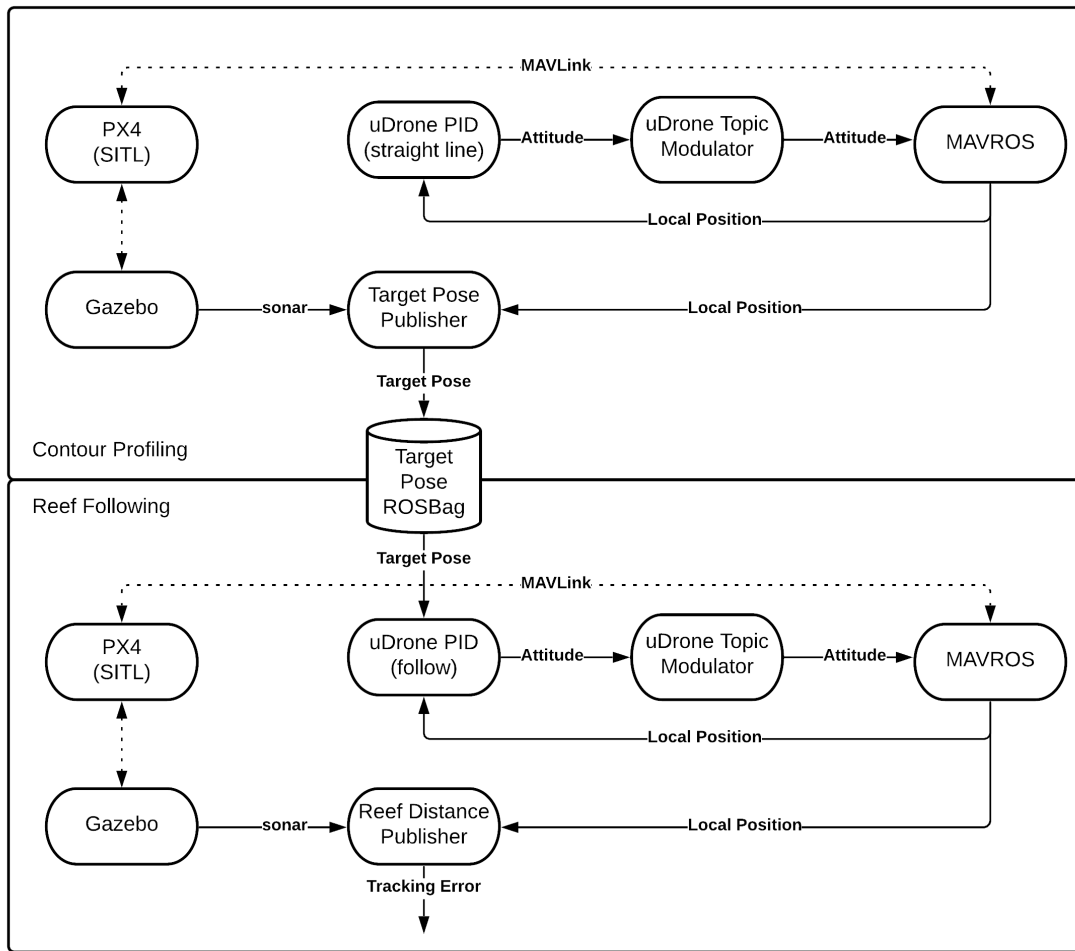 MAVLink
PX4
(SITL)
uDrone PID
(straight line)
Attitude
uDrone Topic
Modulator
Attitude
MAVROS
Local Position
Gazebo
sonar
Target Pose
Publisher
Local Position
Target Pose
Contour Profiling
Target
Pose
ROSBag
Reef Following
Target Pose
MAVLink
PX4
(SITL)
uDrone PID
(follow)
Attitude
uDrone Topic
Modulator
Attitude
MAVROS
Local Position
Gazebo
sonar
Reef Distance
Publisher
Local Position
Tracking Error